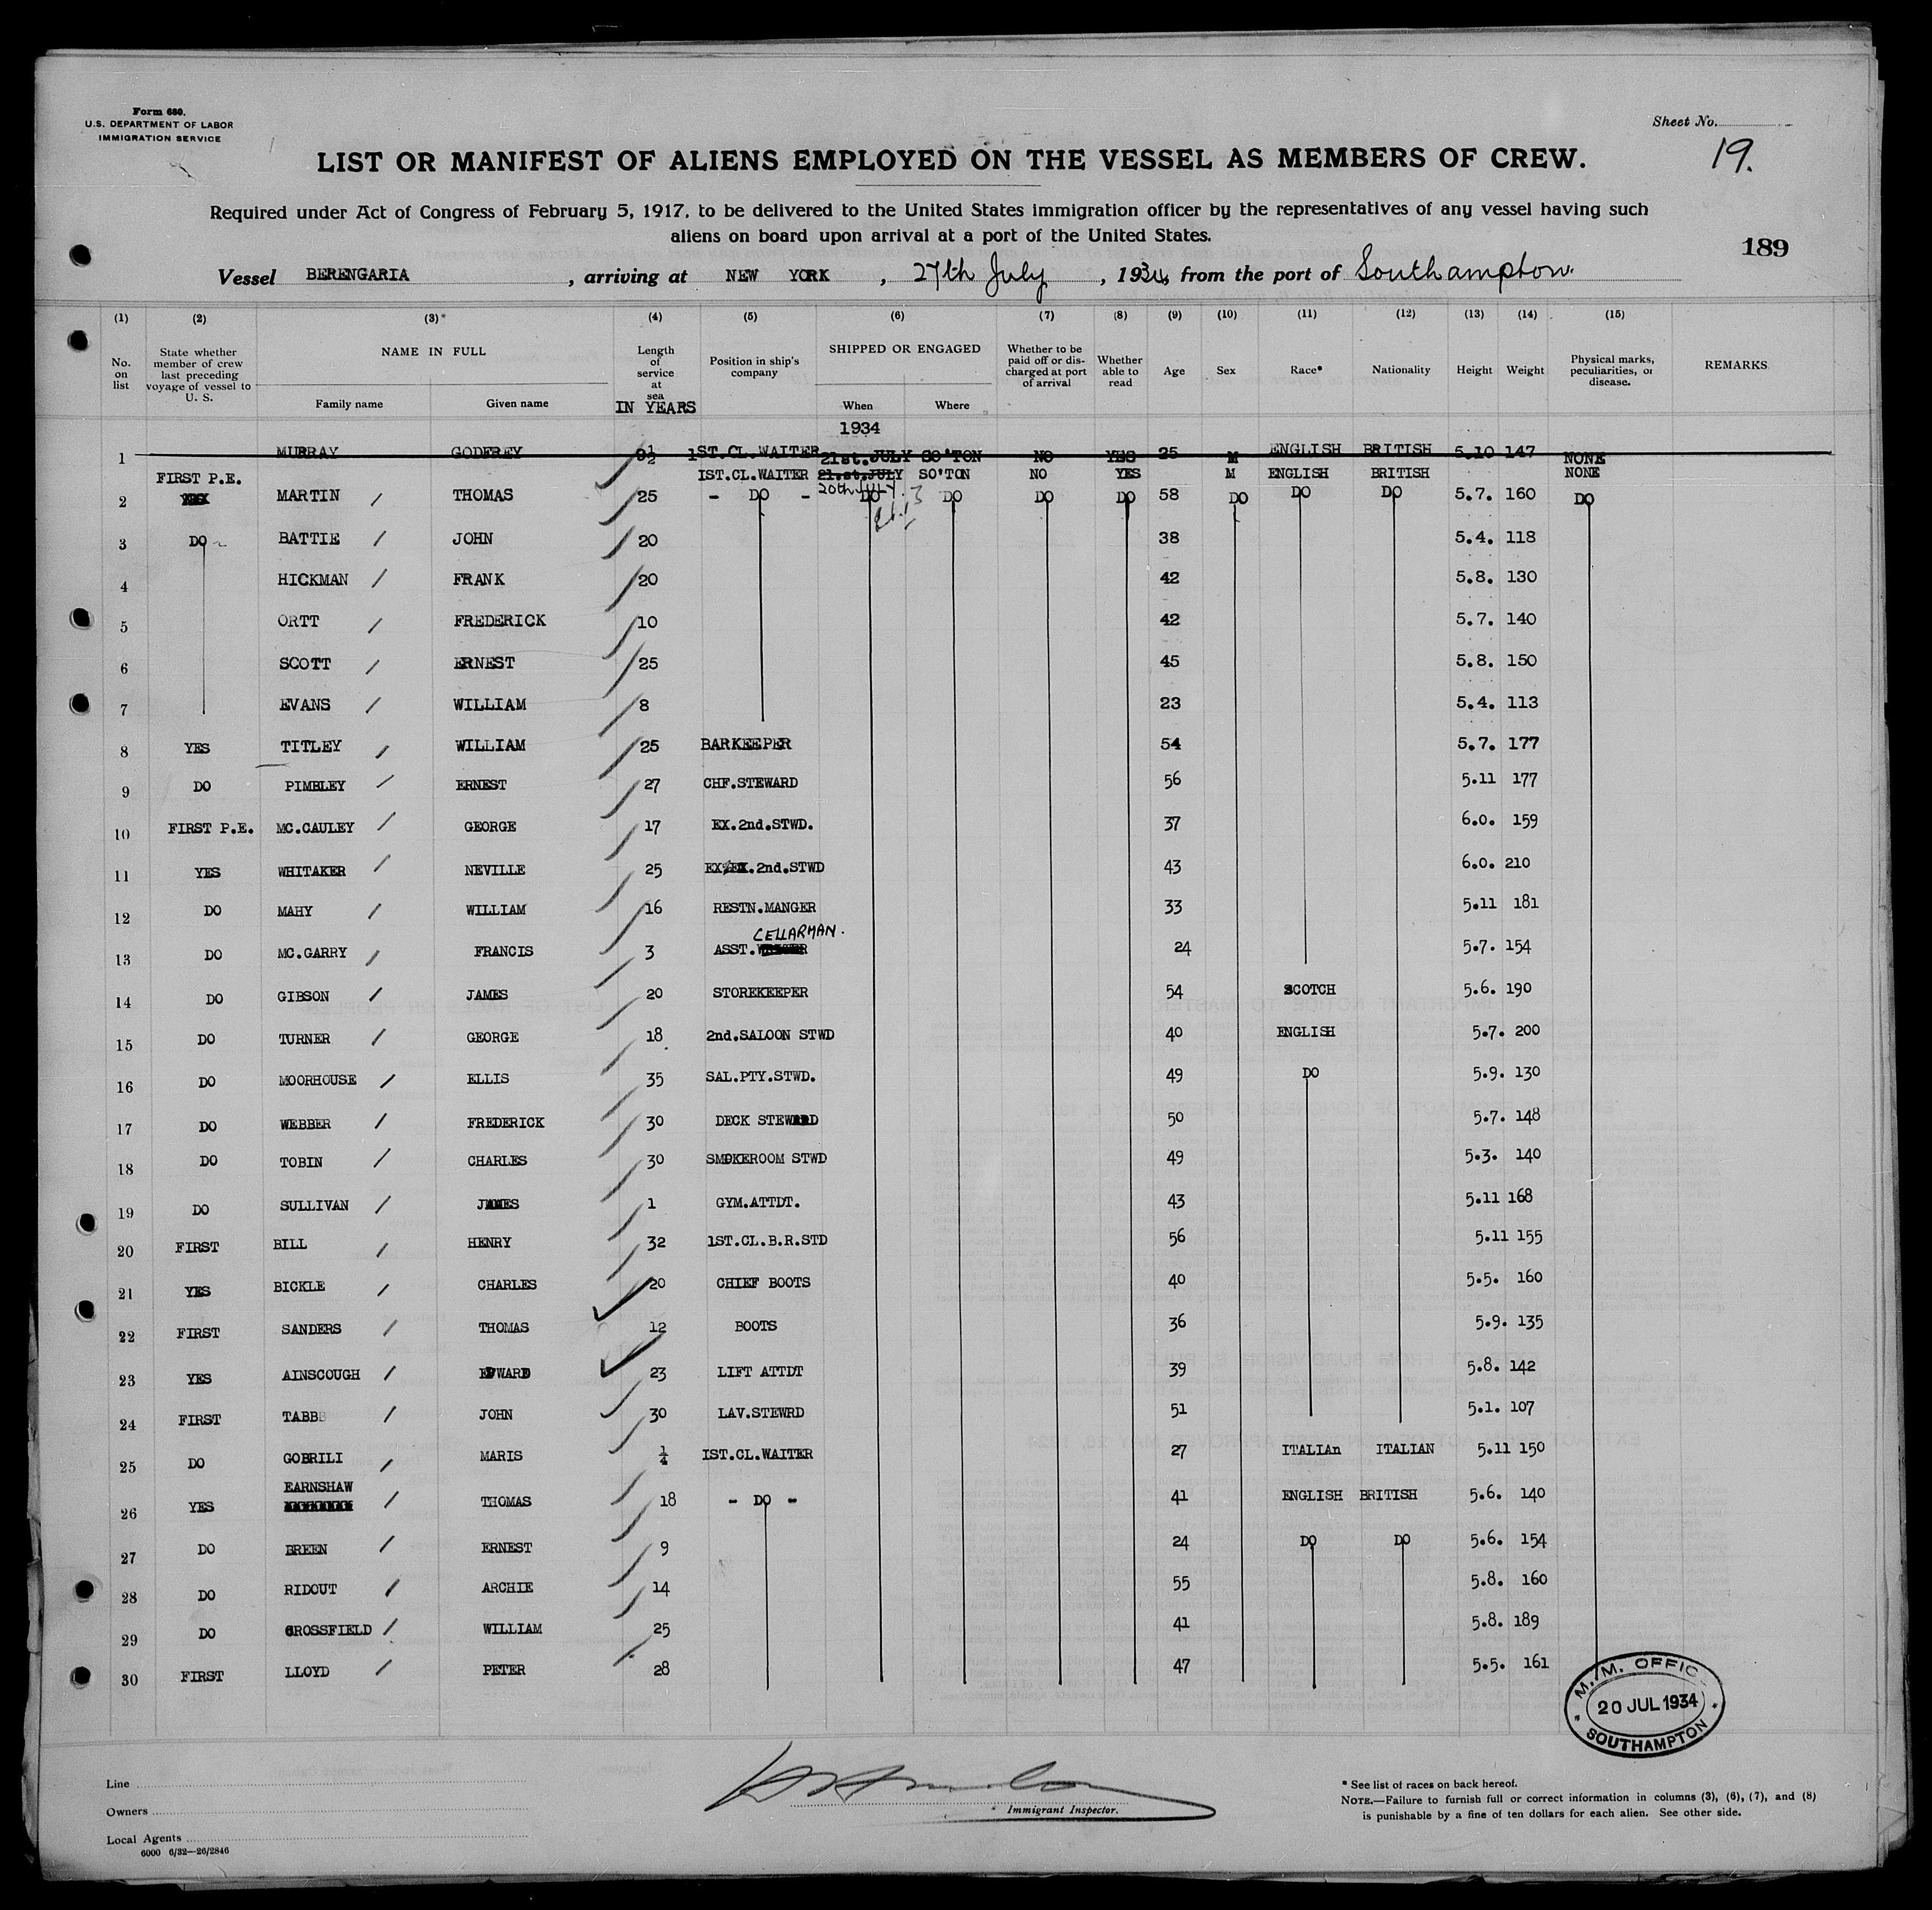 Form 680.
U.S. DEPARTMENT OF LABOR
IMMIGRATION SERVICE
Sheet No.
19.
LIST OR MANIFEST OF ALIENS EMPLOYED ON THE VESSEL AS MEMBERS OF CREW.
Required under Act of Congress of February 5, 1917, to be delivered to the United States immigration officer by the representatives of any vessel having such
aliens on board upon arrival at a port of the United States.
189
Vessel BERENGARIA, arriving at NEW YORK, 27th July, 1934, from the port of Southampton.
(1) (2) (3)* (4) (5) (6) (7) (8) (9) (10) (11) (12) (13) (14) (15)
No. on list State whether member of crew last preceding voyage of vessel to U. S. NAME IN FULL Family name Given name Length of service at sea IN YEARS Position in ship's company SHIPPED OR ENGAGED When Where Whether to be paid off or discharged at port of arrival Whether able to read Age Sex Race* Nationality Height Weight Physical marks, peculiarities, or disease. REMARKS
1934
1 MURRAY GODFREY 9½ 1ST.CL.WAITER 21st.JULY SO'TON NO YES 25 M ENGLISH BRITISH 5.10 147 NONE
FIRST P.E. IST.CL.WAITER 21.st.JULY SO'TON NO YES M ENGLISH BRITISH NONE
20th July.
2 MARTIN THOMAS 25 - DO - DO DO DO DO 58 DO DO DO 5.7. 160 DO
3 DO BATTIE JOHN 20 38 5.4. 118
4 HICKMAN FRANK 20 42 5.8. 130
5 ORTT FREDERICK 10 42 5.7. 140
6 SCOTT ERNEST 25 45 5.8. 150
7 EVANS WILLIAM 8 23 5.4. 113
8 YES TITLEY WILLIAM 25 BARKEEPER 54 5.7. 177
9 DO PIMBLEY ERNEST 27 CHF.STEWARD 56 5.11 177
10 FIRST P.E. MC.CAULEY GEORGE 17 EX.2nd.STWD. 37 6.0. 159
11 YES WHITAKER NEVILLE 25 EX.2nd.STWD 43 6.0. 210
12 DO MAHY WILLIAM 16 RESTN.MANGER 33 5.11 181
CELLARMAN.
13 DO MC.GARRY FRANCIS 3 ASST. 24 5.7. 154
14 DO GIBSON JAMES 20 STOREKEEPER 54 SCOTCH 5.6. 190
15 DO TURNER GEORGE 18 2nd.SALOON STWD 40 ENGLISH 5.7. 200
16 DO MOORHOUSE ELLIS 35 SAL.PTY.STWD. 49 DO 5.9. 130
17 DO WEBBER FREDERICK 30 DECK STEWARD 50 5.7. 148
18 DO TOBIN CHARLES 30 SMOKEROOM STWD 49 5.3. 140
19 DO SULLIVAN JAMES 1 GYM.ATTDT. 43 5.11 168
20 FIRST BILL HENRY 32 1ST.CL.B.R.STD 56 5.11 155
21 YES BICKLE CHARLES 20 CHIEF BOOTS 40 5.5. 160
22 FIRST SANDERS THOMAS 12 BOOTS 36 5.9. 135
23 YES AINSCOUGH EDWARD 23 LIFT ATTDT 39 5.8. 142
24 FIRST TABBB JOHN 30 LAV.STEWRD 51 5.1. 107
25 DO GOBRILI MARIS ¼ IST.CL.WAITER 27 ITALIAn ITALIAN 5.11 150
EARNSHAW
26 YES THOMAS 18 - DO - 41 ENGLISH BRITISH 5.6. 140
27 DO BREEN ERNEST 9 24 DO DO 5.6. 154
28 DO RIDOUT ARCHIE 14 55 5.8. 160
29 DO CROSSFIELD WILLIAM 25 41 5.8. 189
30 FIRST LLOYD PETER 28 47 5.5. 161
M.M. OFFICE
20 JUL 1934
SOUTHAMPTON
Line
Owners
Local Agents
6000 6/32—26/2846
Immigrant Inspector.
* See list of races on back hereof.
NOTE.—Failure to furnish full or correct information in columns (3), (6), (7), and (8)
is punishable by a fine of ten dollars for each alien. See other side.